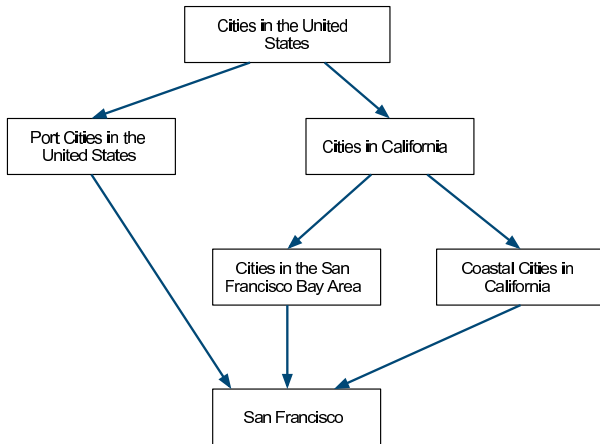 Cities in the United
States
Port Cities in the
United States
Cities in California
Cities in the San
Francisco Bay Area
Coastal Cities in
California
San Francisco